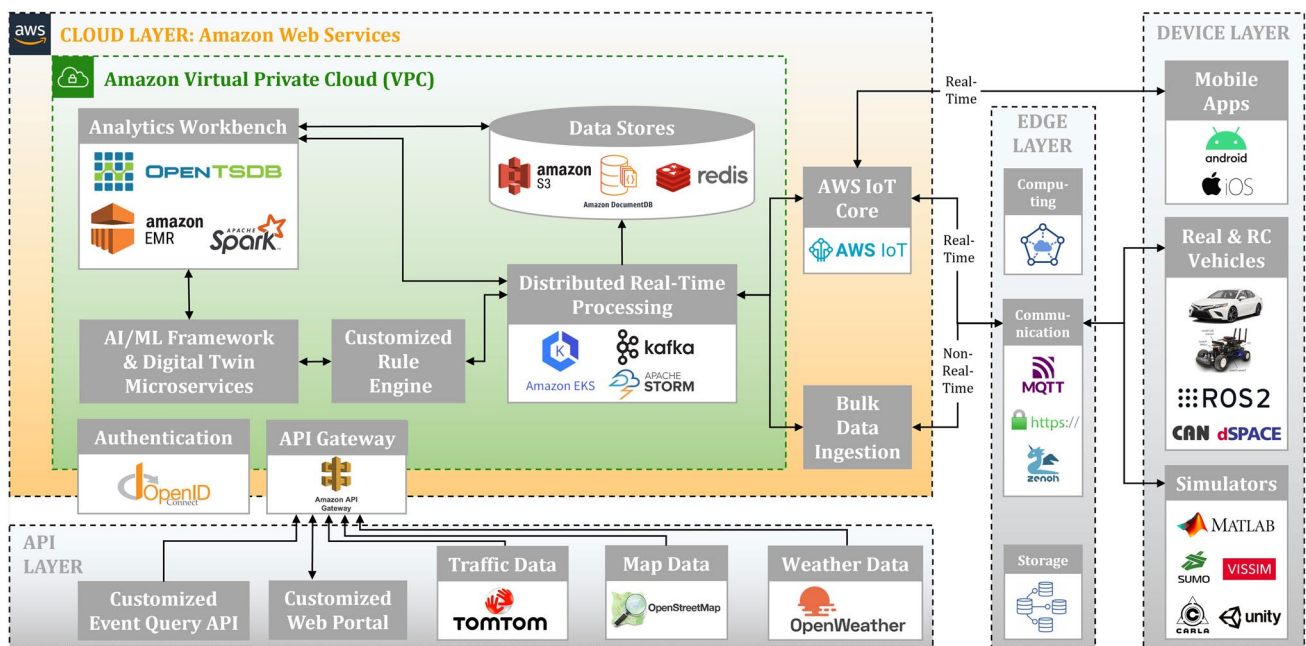 aws
CLOUD LAYER: Amazon Web Services
Amazon Virtual Private Cloud (VPC)
Analytics Workbench
OPENTSDB
amazon
EMR
APACHE
Spark
Data Stores
amazon
S3
Amazon DocumentDB
redis
AI/ML Framework
& Digital Twin
Microservices
Customized
Rule
Engine
Distributed Real-Time
Processing
Amazon EKS
kafka
APACHE
STORM
AWS IoT
Core
AWS IoT
Bulk
Data
Ingestion
Authentication
OpenID
Connect
API Gateway
Amazon API
Gateway
API
LAYER
Customized
Event Query API
Customized
Web Portal
Traffic Data
TOMTOM
Map Data
OpenStreetMap
Weather Data
OpenWeather
Real-
Time
Real-
Time
Non-
Real-
Time
EDGE
LAYER
Compu-
ting
Commu-
nication
MQTT
https://
zenoh
Storage
DEVICE LAYER
Mobile
Apps
android
iOS
Real & RC
Vehicles
ROS2
CAN dSPACE
Simulators
MATLAB
SUMO
VISSIM
CARLA
unity